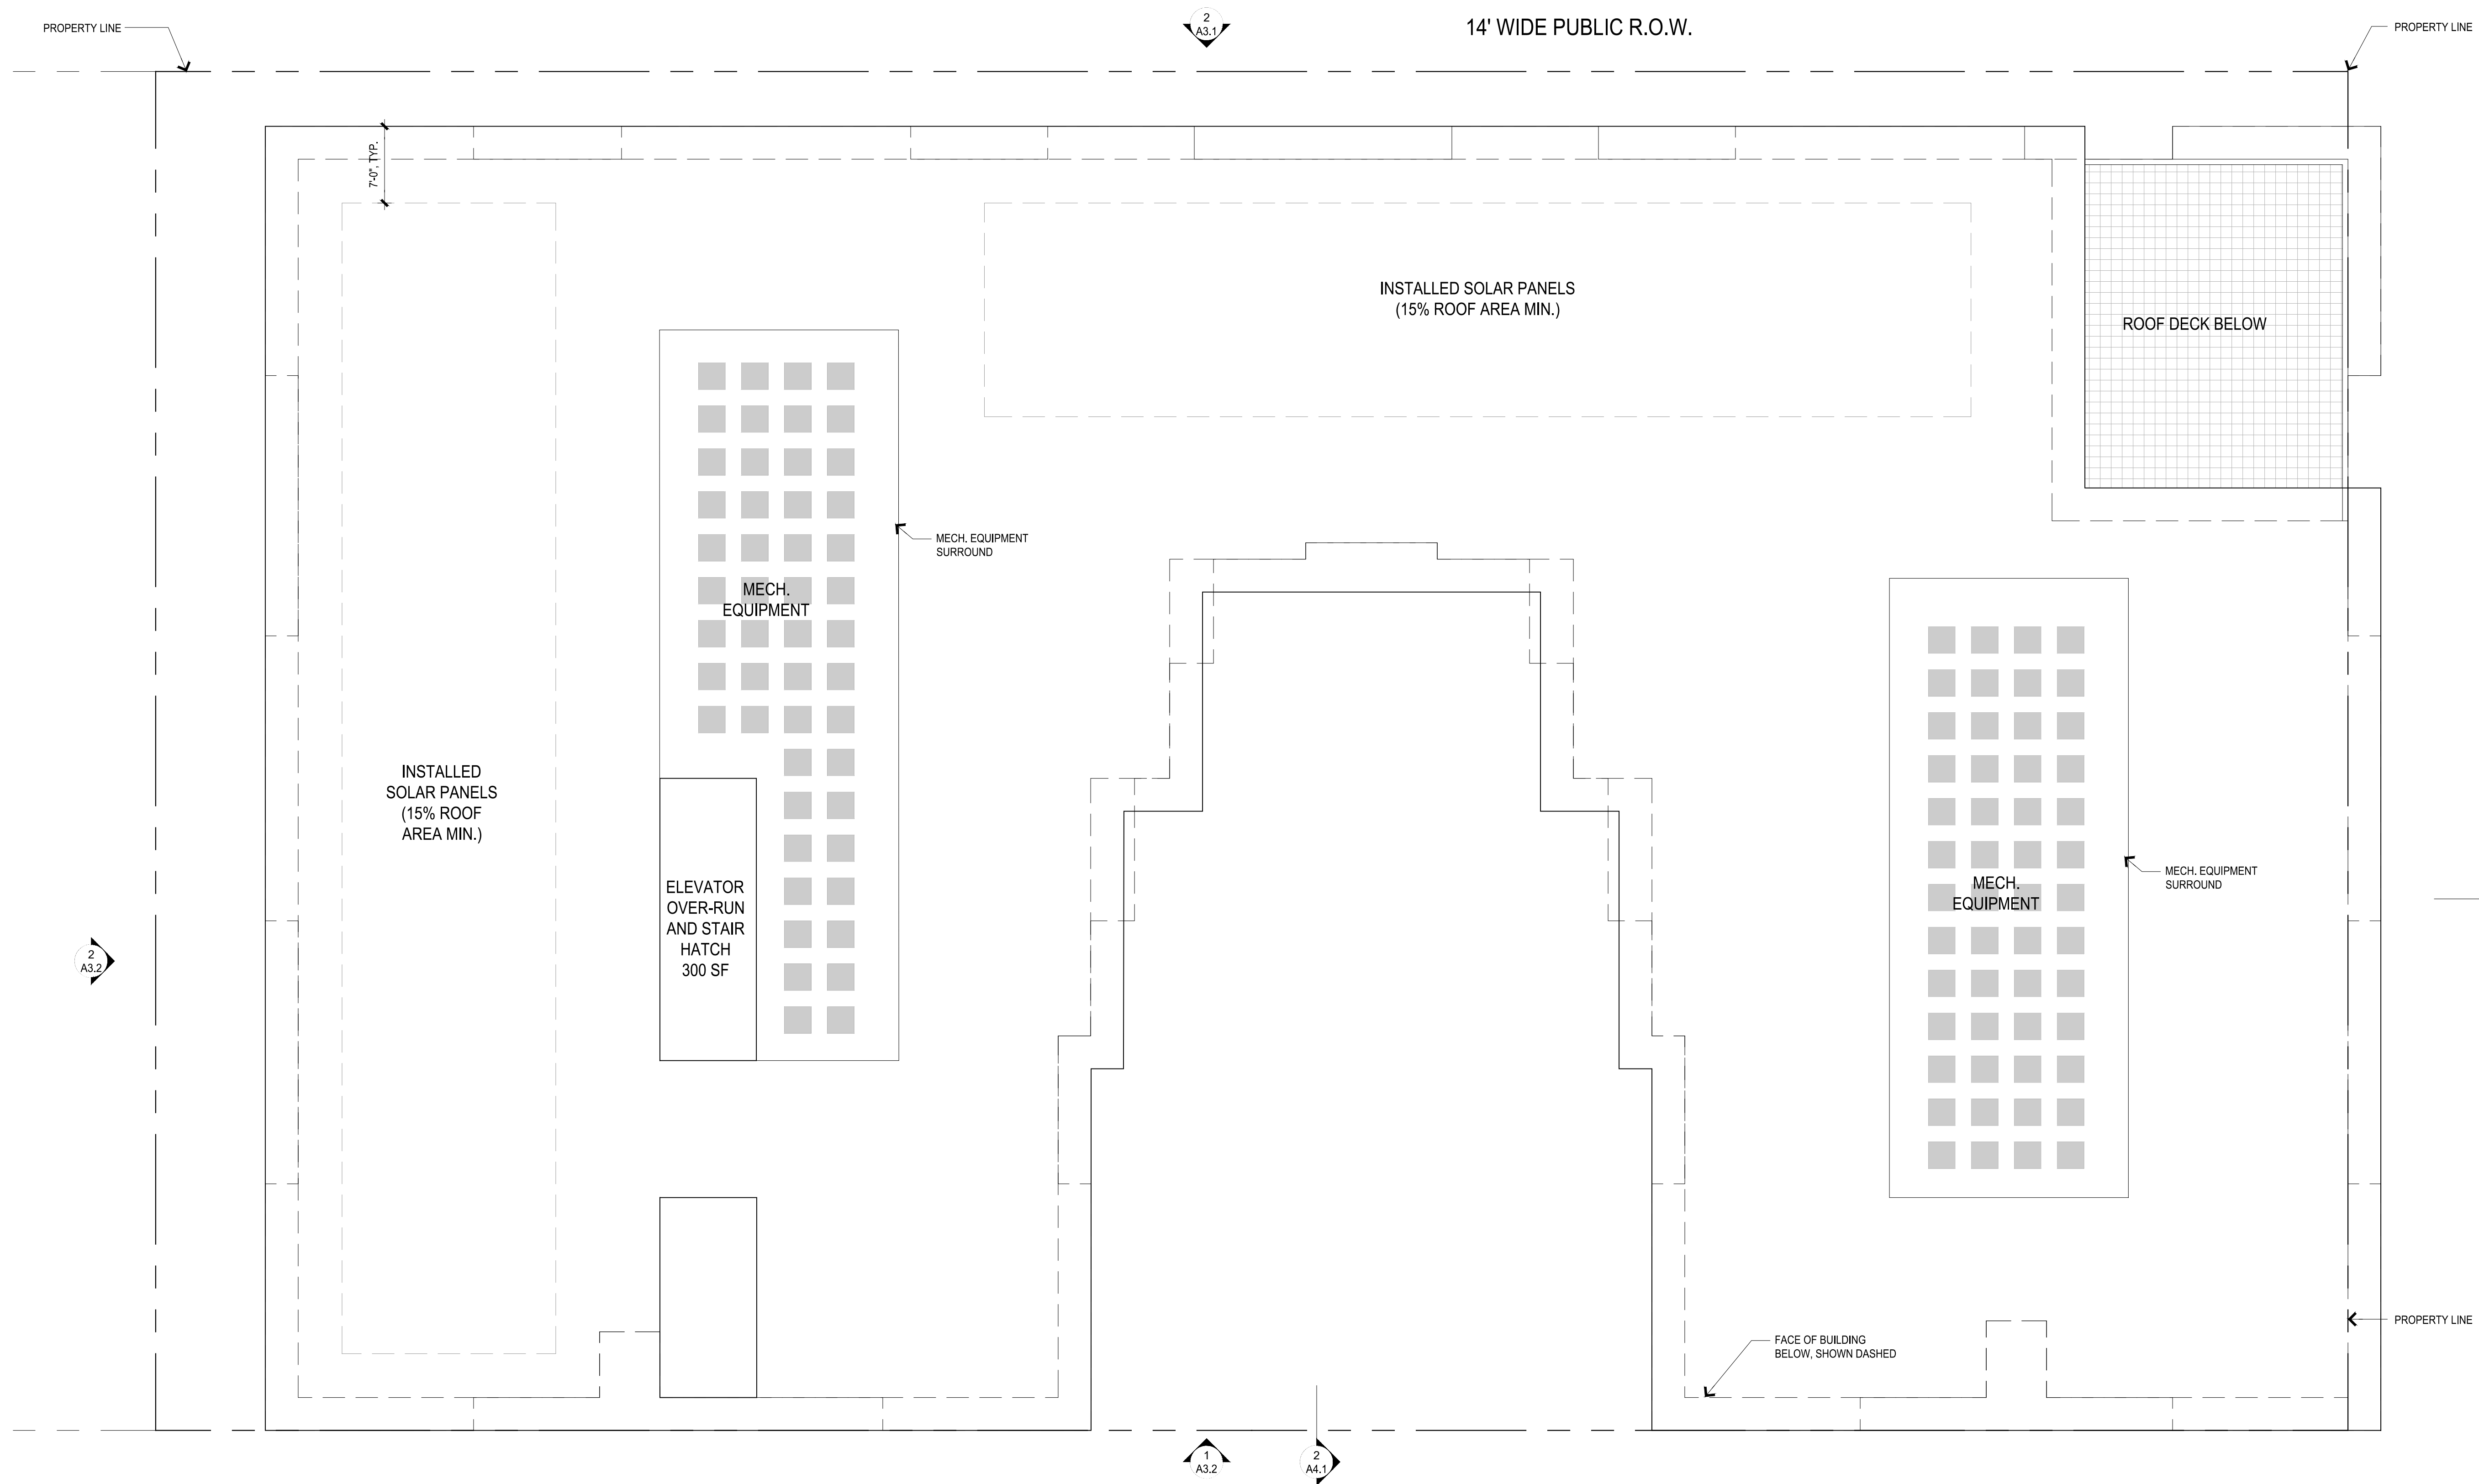 2
A3.1
14' WIDE PUBLIC R.O.W.
PROPERTY LINE
PROPERTY LINE
7'-0", TYP.
INSTALLED SOLAR PANELS
(15% ROOF AREA MIN.)
ROOF DECK BELOW
MECH. EQUIPMENT
SURROUND
MECH.
EQUIPMENT
INSTALLED
SOLAR PANELS
(15% ROOF
AREA MIN.)
ELEVATOR
OVER-RUN
AND STAIR
HATCH
300 SF
MECH.
EQUIPMENT
MECH. EQUIPMENT
SURROUND
2
A3.2
FACE OF BUILDING
BELOW, SHOWN DASHED
PROPERTY LINE
1
A3.2
2
A4.1